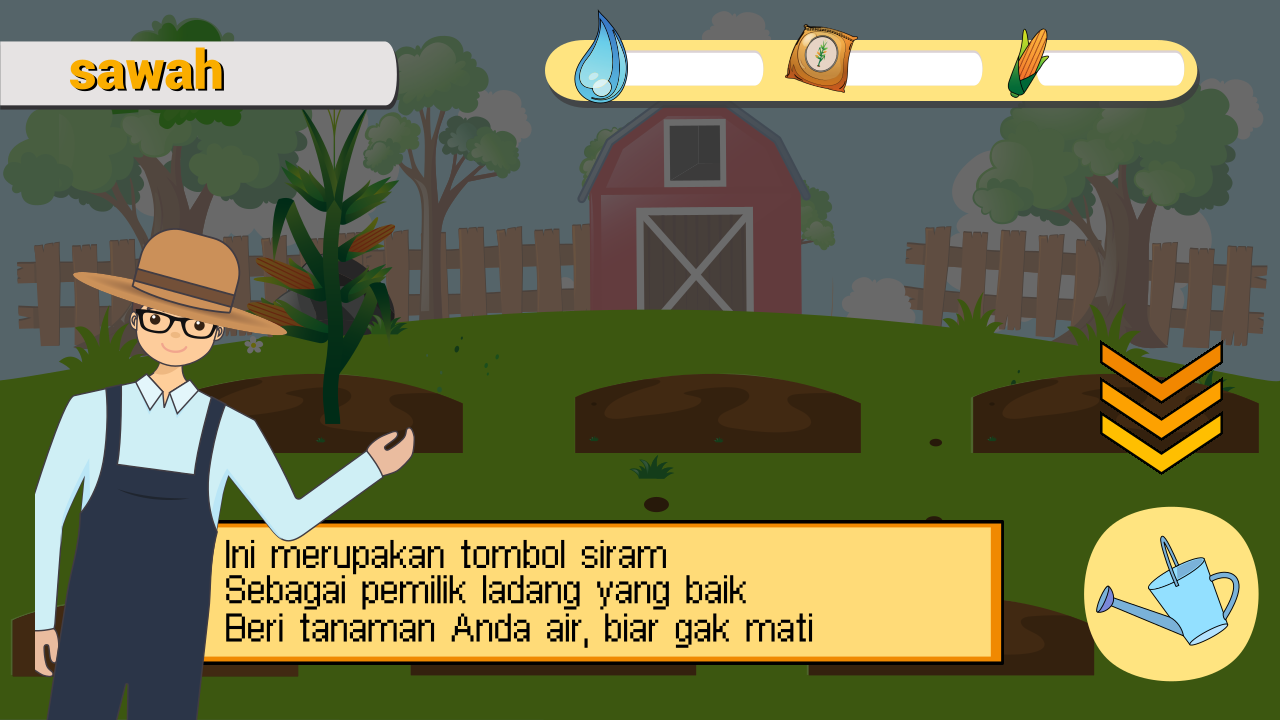 sawah
Ini merupakan tombol siram
Sebagai pemilik ladang yang baik
Beri tanaman Anda air, biar gak mati